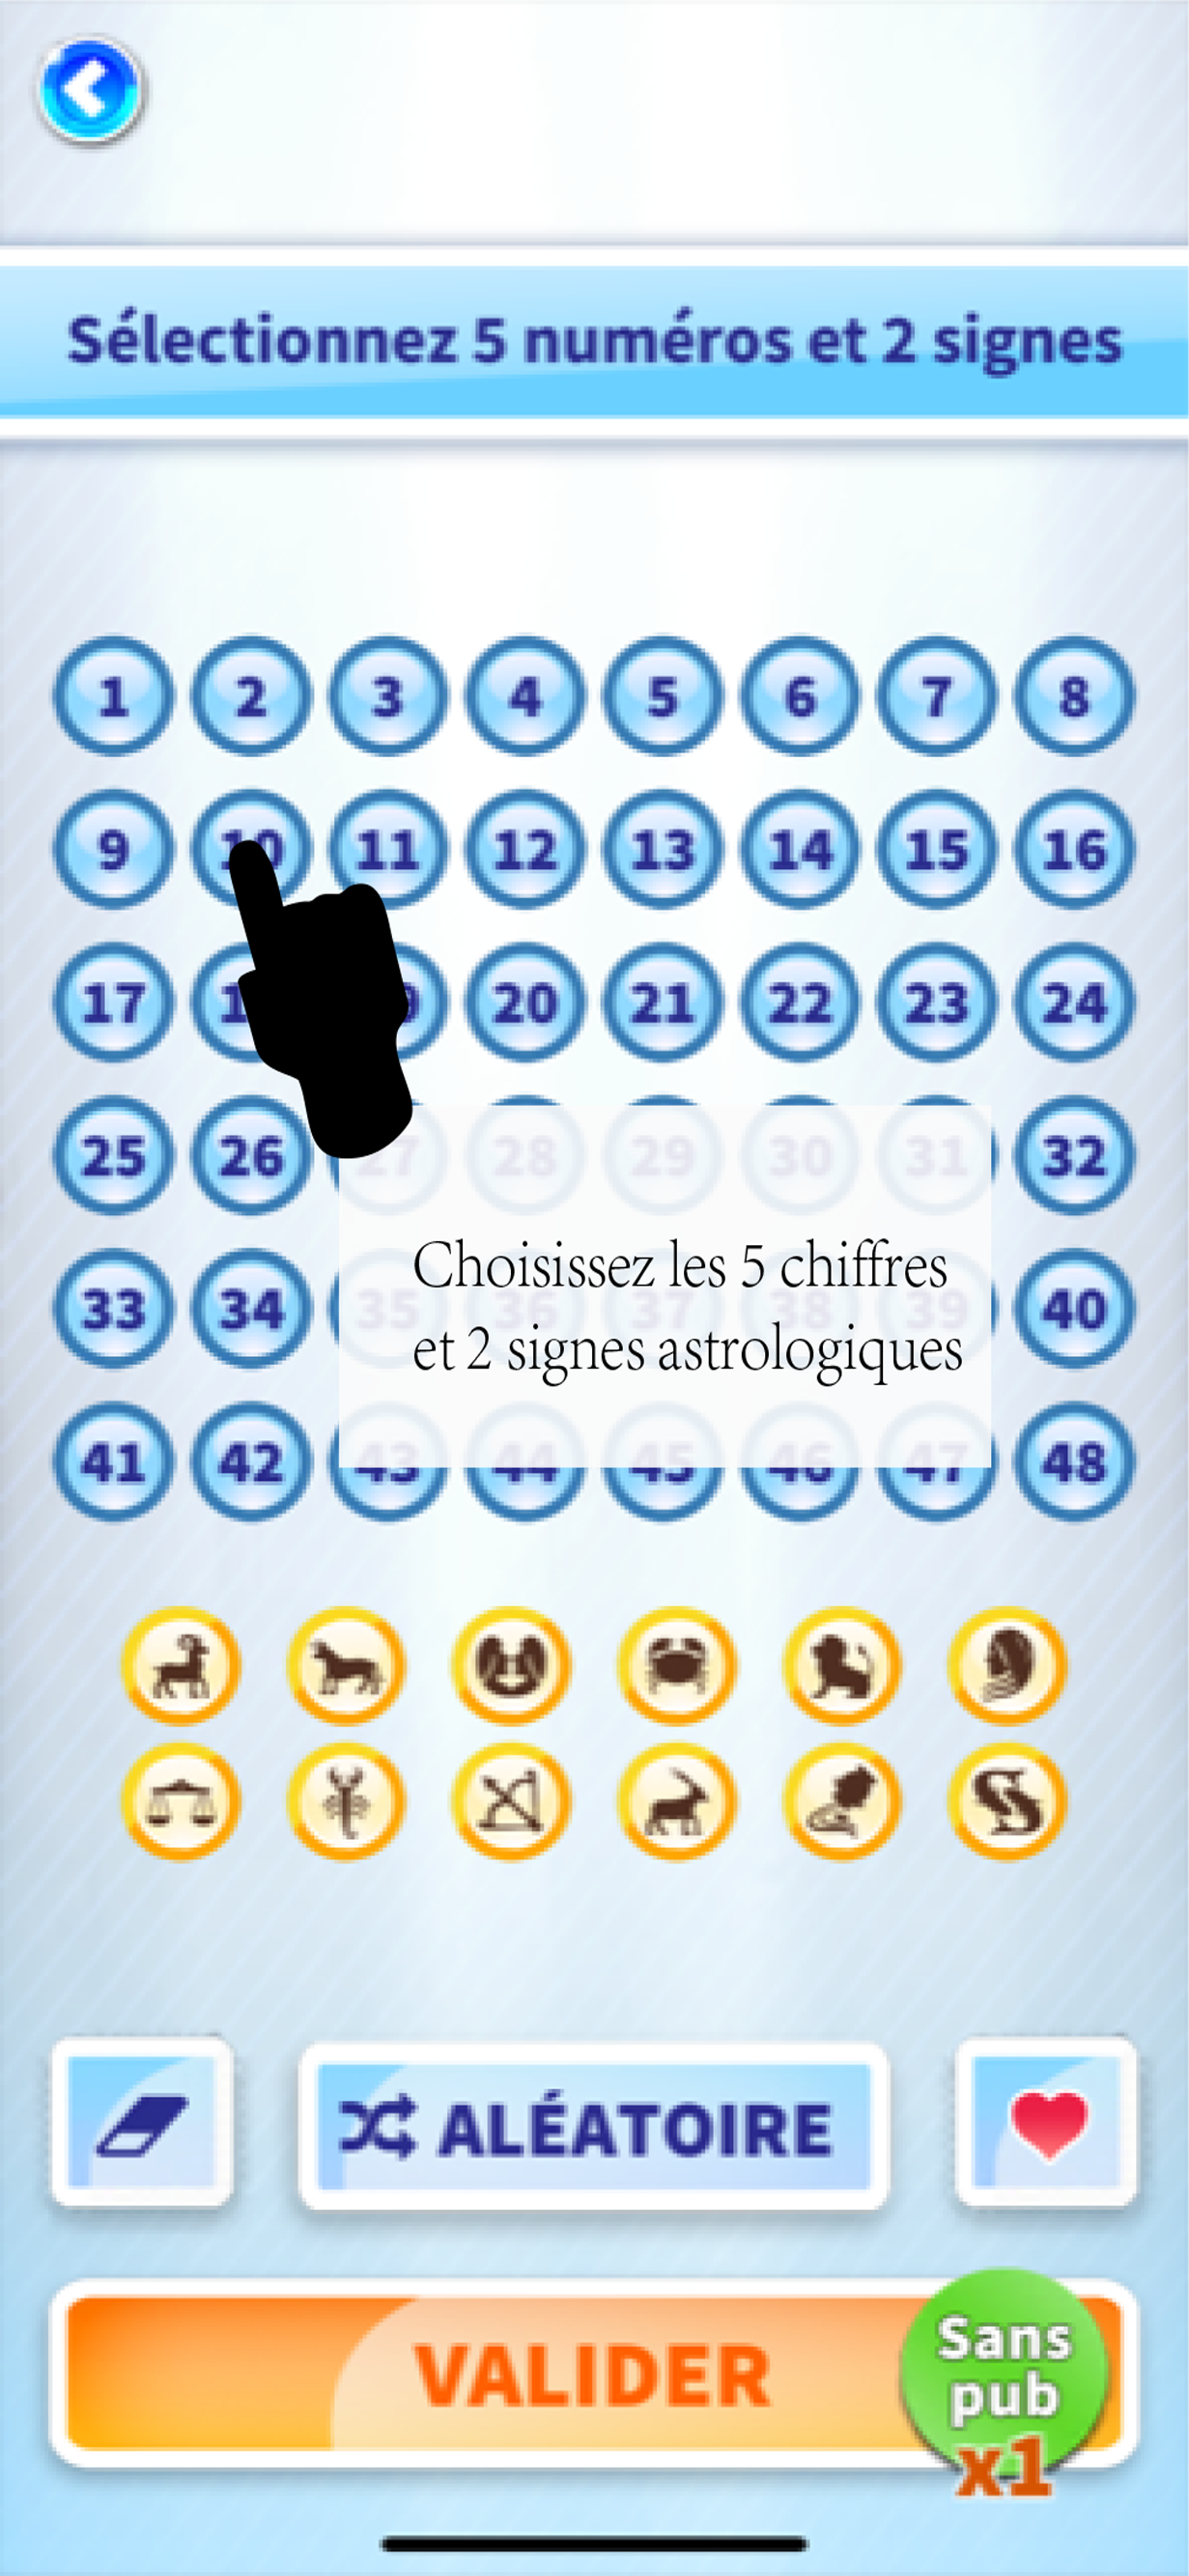 Sélectionnez 5 numéros et 2 signes
1 2 3 4 5 6 7 8
9 10 11 12 13 14 15 16
17 20 21 22 23 24
25 26 27 28 29 30 31 32
33 34 35 36 37 38 39 40
Choisissez les 5 chiffres
et 2 signes astrologiques
41 42 43 44 45 46 47 48
ALÉATOIRE
VALIDER
Sans
pub
x1